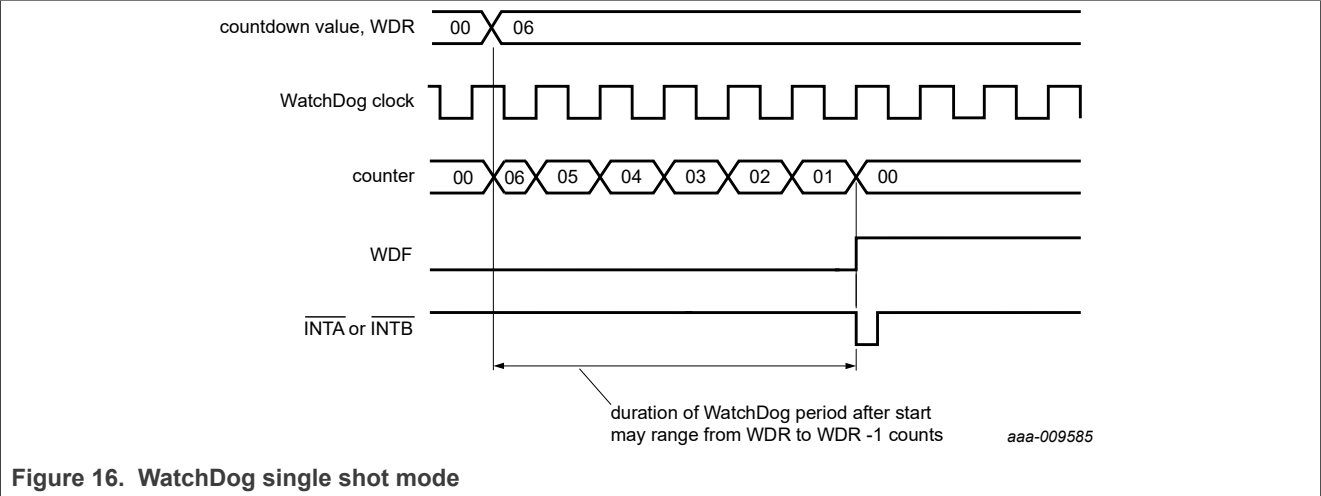 countdown value, WDR 00 06
WatchDog clock
counter 00 06 05 04 03 02 01 00
WDF
INTA or INTB
duration of WatchDog period after start
may range from WDR to WDR -1 counts
aaa-009585
Figure 16. WatchDog single shot mode